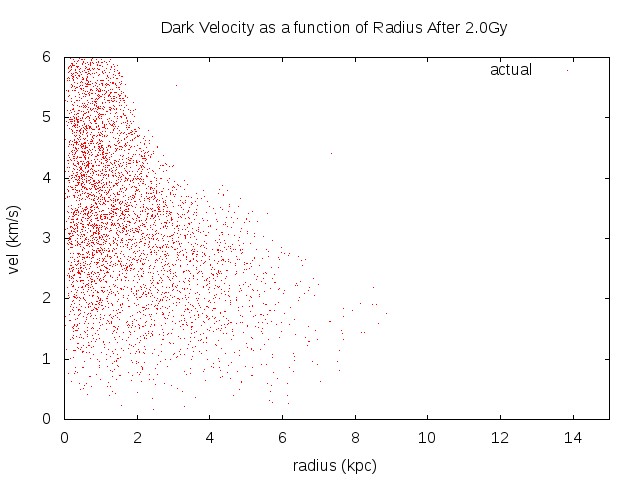 Dark Velocity as a function of Radius After 2.0Gy
actual
6
5
4
3
2
1
0
vel (km/s)
0 2 4 6 8 10 12 14
radius (kpc)